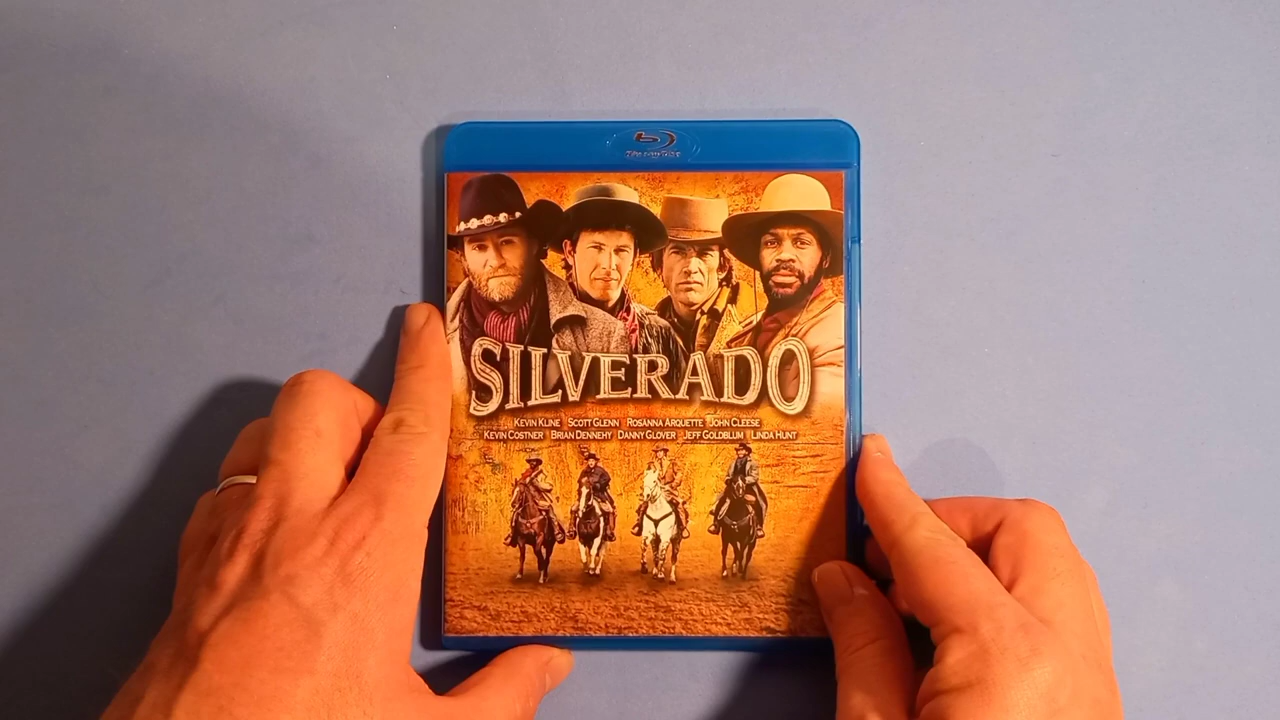 SILVERADO
KEVIN KLINE SCOTT GLENN ROSANNA ARQUETTE JOHN CLEESE
KEVIN COSTNER BRIAN DENNEHY DANNY GLOVER JEFF GOLDBLUM LINDA HUNT